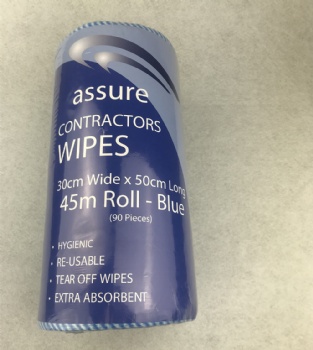 assure
CONTRACTORS
WIPES
30cm Wide x 50cm Long
45m Roll - Blue
(90 Pieces)
• HYGIENIC
• RE-USABLE
• TEAR OFF WIPES
• EXTRA ABSORBENT